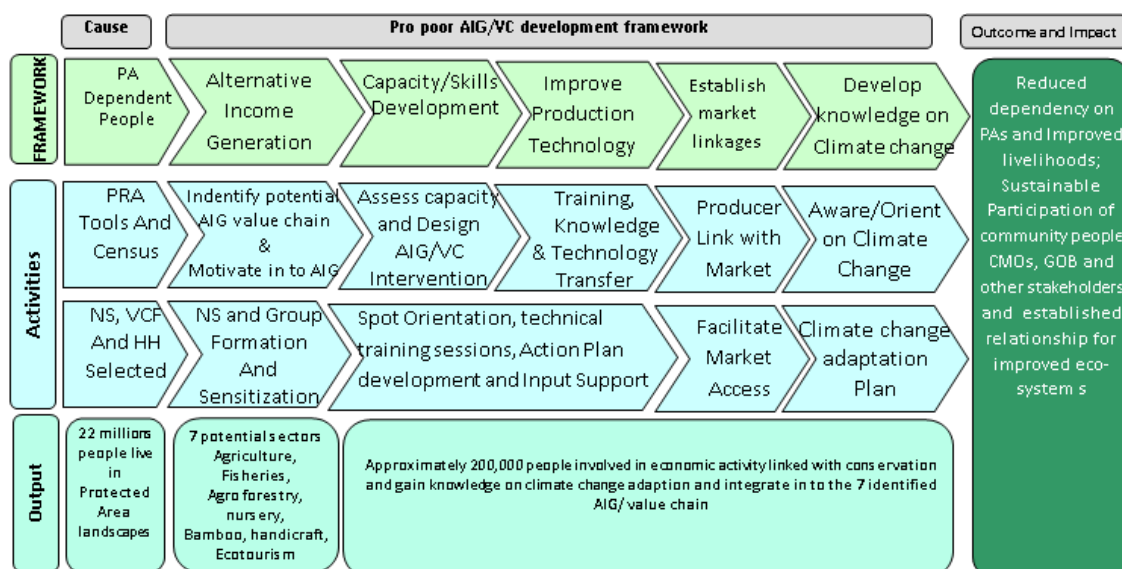 Cause
Pro poor AIG/VC development framework
Outcome and Impact
FRAMEWORK
PA
Dependent
People
Alternative
Income
Generation
Capacity/Skills
Development
Improve
Production
Technology
Establish
market
linkages
Develop
knowledge on
Climate change
Activities
PRA
Tools And
Census
Indentify potential
AIG value chain
&
Motivate in to AIG
Assess capacity
and Design
AIG/VC
Intervention
Training,
Knowledge
& Technology
Transfer
Producer
Link with
Market
Aware/Orient
on Climate
Change
NS, VCF
And HH
Selected
NS and Group
Formation
And
Sensitization
Spot Orientation, technical
training sessions, Action Plan
development and Input Support
Facilitate
Market
Access
Climate change
adaptation
Plan
Output
22 millions
people live in
Protected
Area
landscapes
7 potential sectors
Agriculture,
Fisheries,
Agro forestry,
nursery,
Bamboo, handicraft,
Ecotourism
Approximately 200,000 people involved in economic activity linked with conservation
and gain knowledge on climate change adaption and integrate in to the 7 identified
AIG/ value chain
Reduced
dependency on
PAs and Improved
livelihoods;
Sustainable
Participation of
community people
CMOs, GOB and
other stakeholders
and established
relationship for
improved eco-
system s